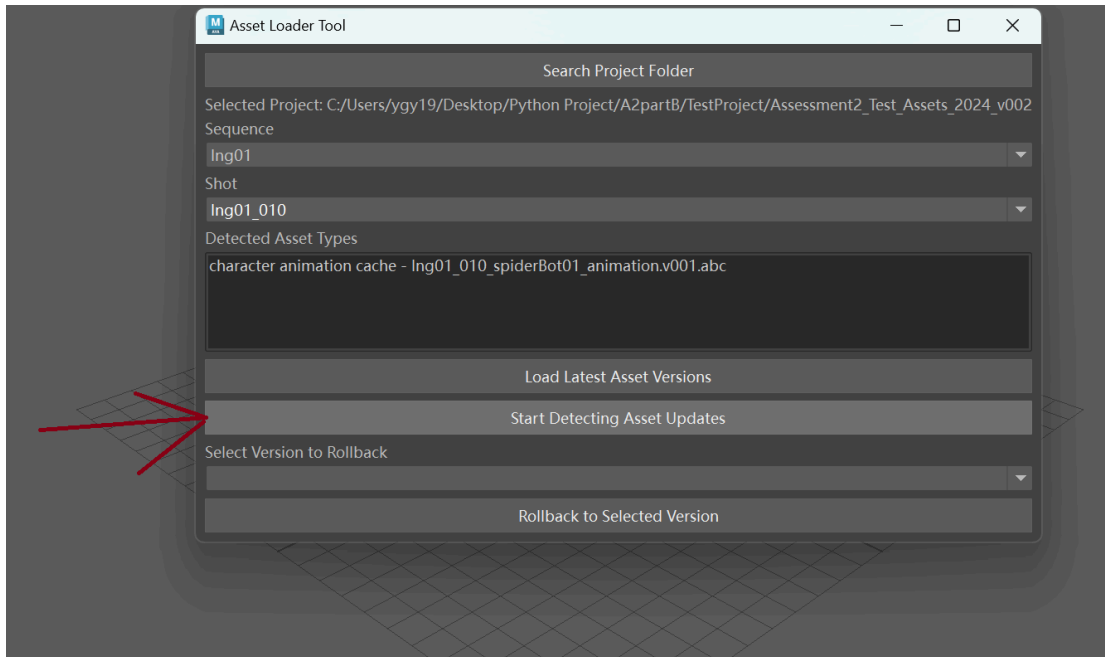 Asset Loader Tool
Search Project Folder
Selected Project: C:/Users/ygy19/Desktop/Python Project/A2partB/TestProject/Assessment2_Test_Assets_2024_v002
Sequence
lng01
Shot
lng01_010
Detected Asset Types
character animation cache - lng01_010_spiderBot01_animation.v001.abc
Load Latest Asset Versions
Start Detecting Asset Updates
Select Version to Rollback
Rollback to Selected Version